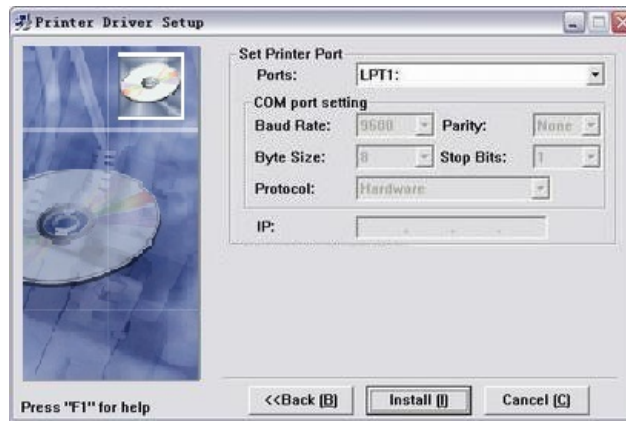 Printer Driver Setup
Set Printer Port
Ports: LPT1:
COM port setting
Baud Rate: 9600 Parity: None
Byte Size: 8 Stop Bits: 1
Protocol: Hardware
IP: . . .
Press "F1" for help
<<Back (B) Install (I) Cancel (C)